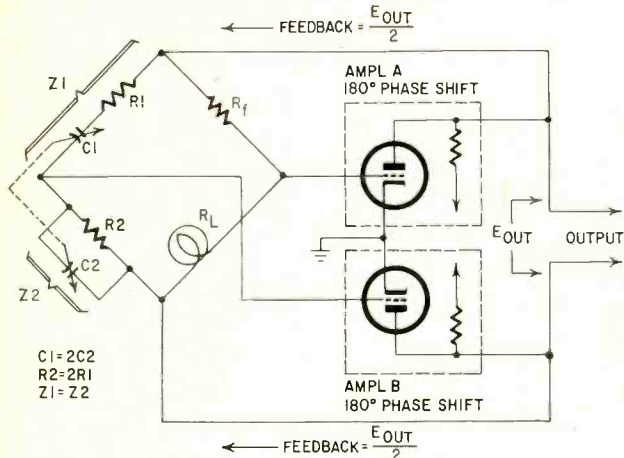 FEEDBACK = EOUT/2
Z1
R1
C1
Rf
AMPL A
180° PHASE SHIFT
R2
RL
C2
Z2
EOUT
OUTPUT
C1=2C2
R2=2R1
Z1=Z2
AMPL B
180° PHASE SHIFT
FEEDBACK = EOUT/2